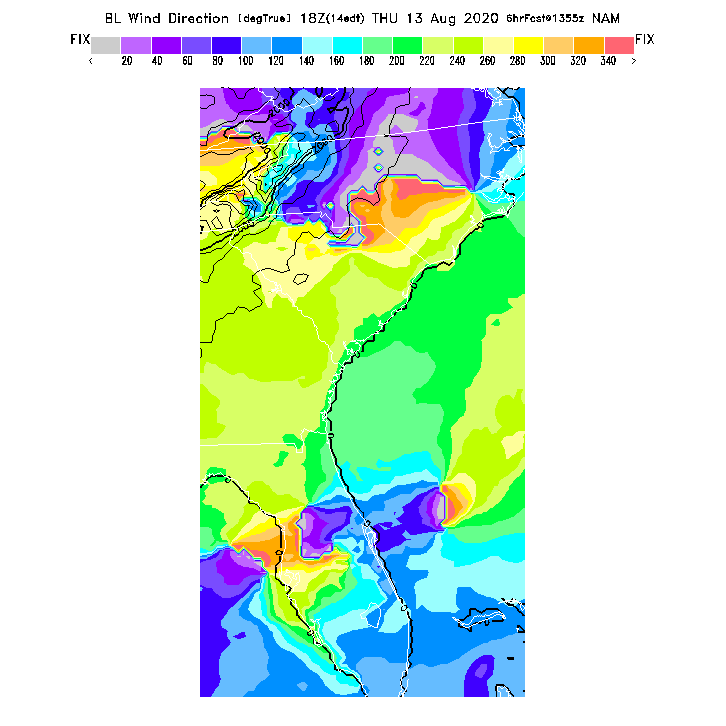 BL Wind Direction [degTrue] 18Z(14edt) THU 13 Aug 2020 6hrFcst@1355z NAM
FIX FIX
< 20 40 60 80 100 120 140 160 180 200 220 240 260 280 300 320 340 >